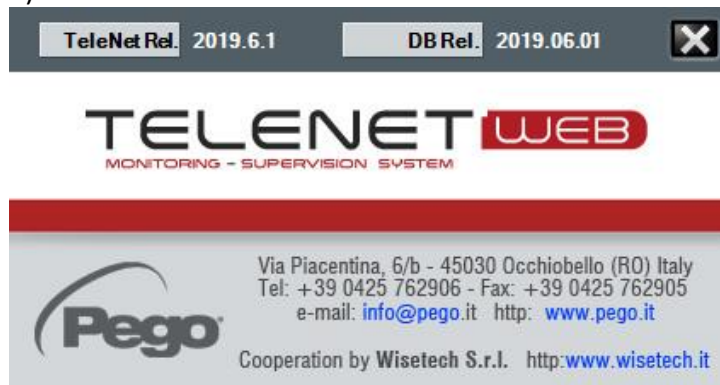 TeleNet Rel. 2019.6.1 DB Rel. 2019.06.01
TELENET WEB
MONITORING - SUPERVISION SYSTEM
Via Piacentina, 6/b - 45030 Occhiobello (RO) Italy
Tel: +39 0425 762906 - Fax: +39 0425 762905
e-mail: info@pego.it http: www.pego.it
Pego
Cooperation by Wisetech S.r.l. http:www.wisetech.it